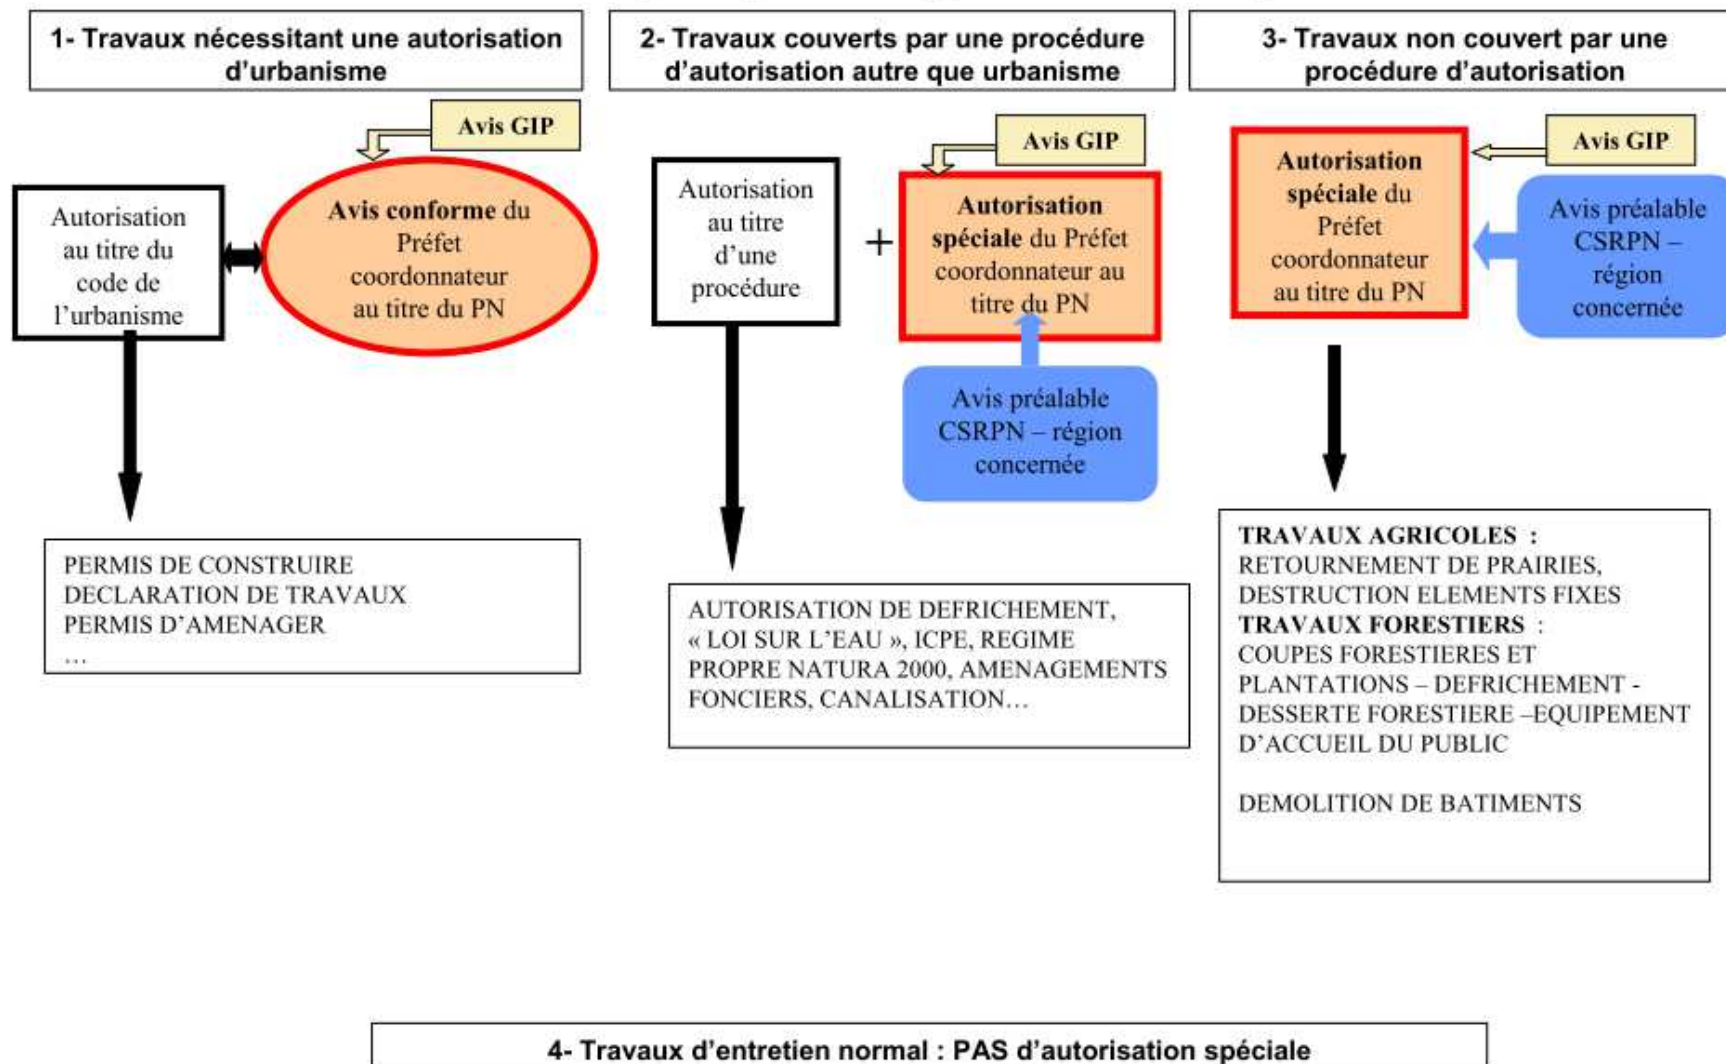 1- Travaux nécessitant une autorisation
d'urbanisme
Avis GIP
Autorisation
au titre du
code de
l'urbanisme
Avis conforme du
Préfet
coordonnateur
au titre du PN
PERMIS DE CONSTRUIRE
DECLARATION DE TRAVAUX
PERMIS D'AMENAGER
…
2- Travaux couverts par une procédure
d'autorisation autre que urbanisme
Avis GIP
Autorisation
au titre
d'une
procédure
+
Autorisation
spéciale du Préfet
coordonnateur au
titre du PN
Avis préalable
CSRPN – région
concernée
AUTORISATION DE DEFRICHEMENT,
« LOI SUR L'EAU », ICPE, REGIME
PROPRE NATURA 2000, AMENAGEMENTS
FONCIERS, CANALISATION…
3- Travaux non couvert par une
procédure d'autorisation
Avis GIP
Autorisation
spéciale du
Préfet
coordonnateur
au titre du PN
Avis préalable
CSRPN –
région
concernée
TRAVAUX AGRICOLES :
RETOURNEMENT DE PRAIRIES,
DESTRUCTION ELEMENTS FIXES
TRAVAUX FORESTIERS :
COUPES FORESTIERES ET
PLANTATIONS – DEFRICHEMENT -
DESSERTE FORESTIERE –EQUIPEMENT
D'ACCUEIL DU PUBLIC
DEMOLITION DE BATIMENTS
4- Travaux d'entretien normal : PAS d'autorisation spéciale